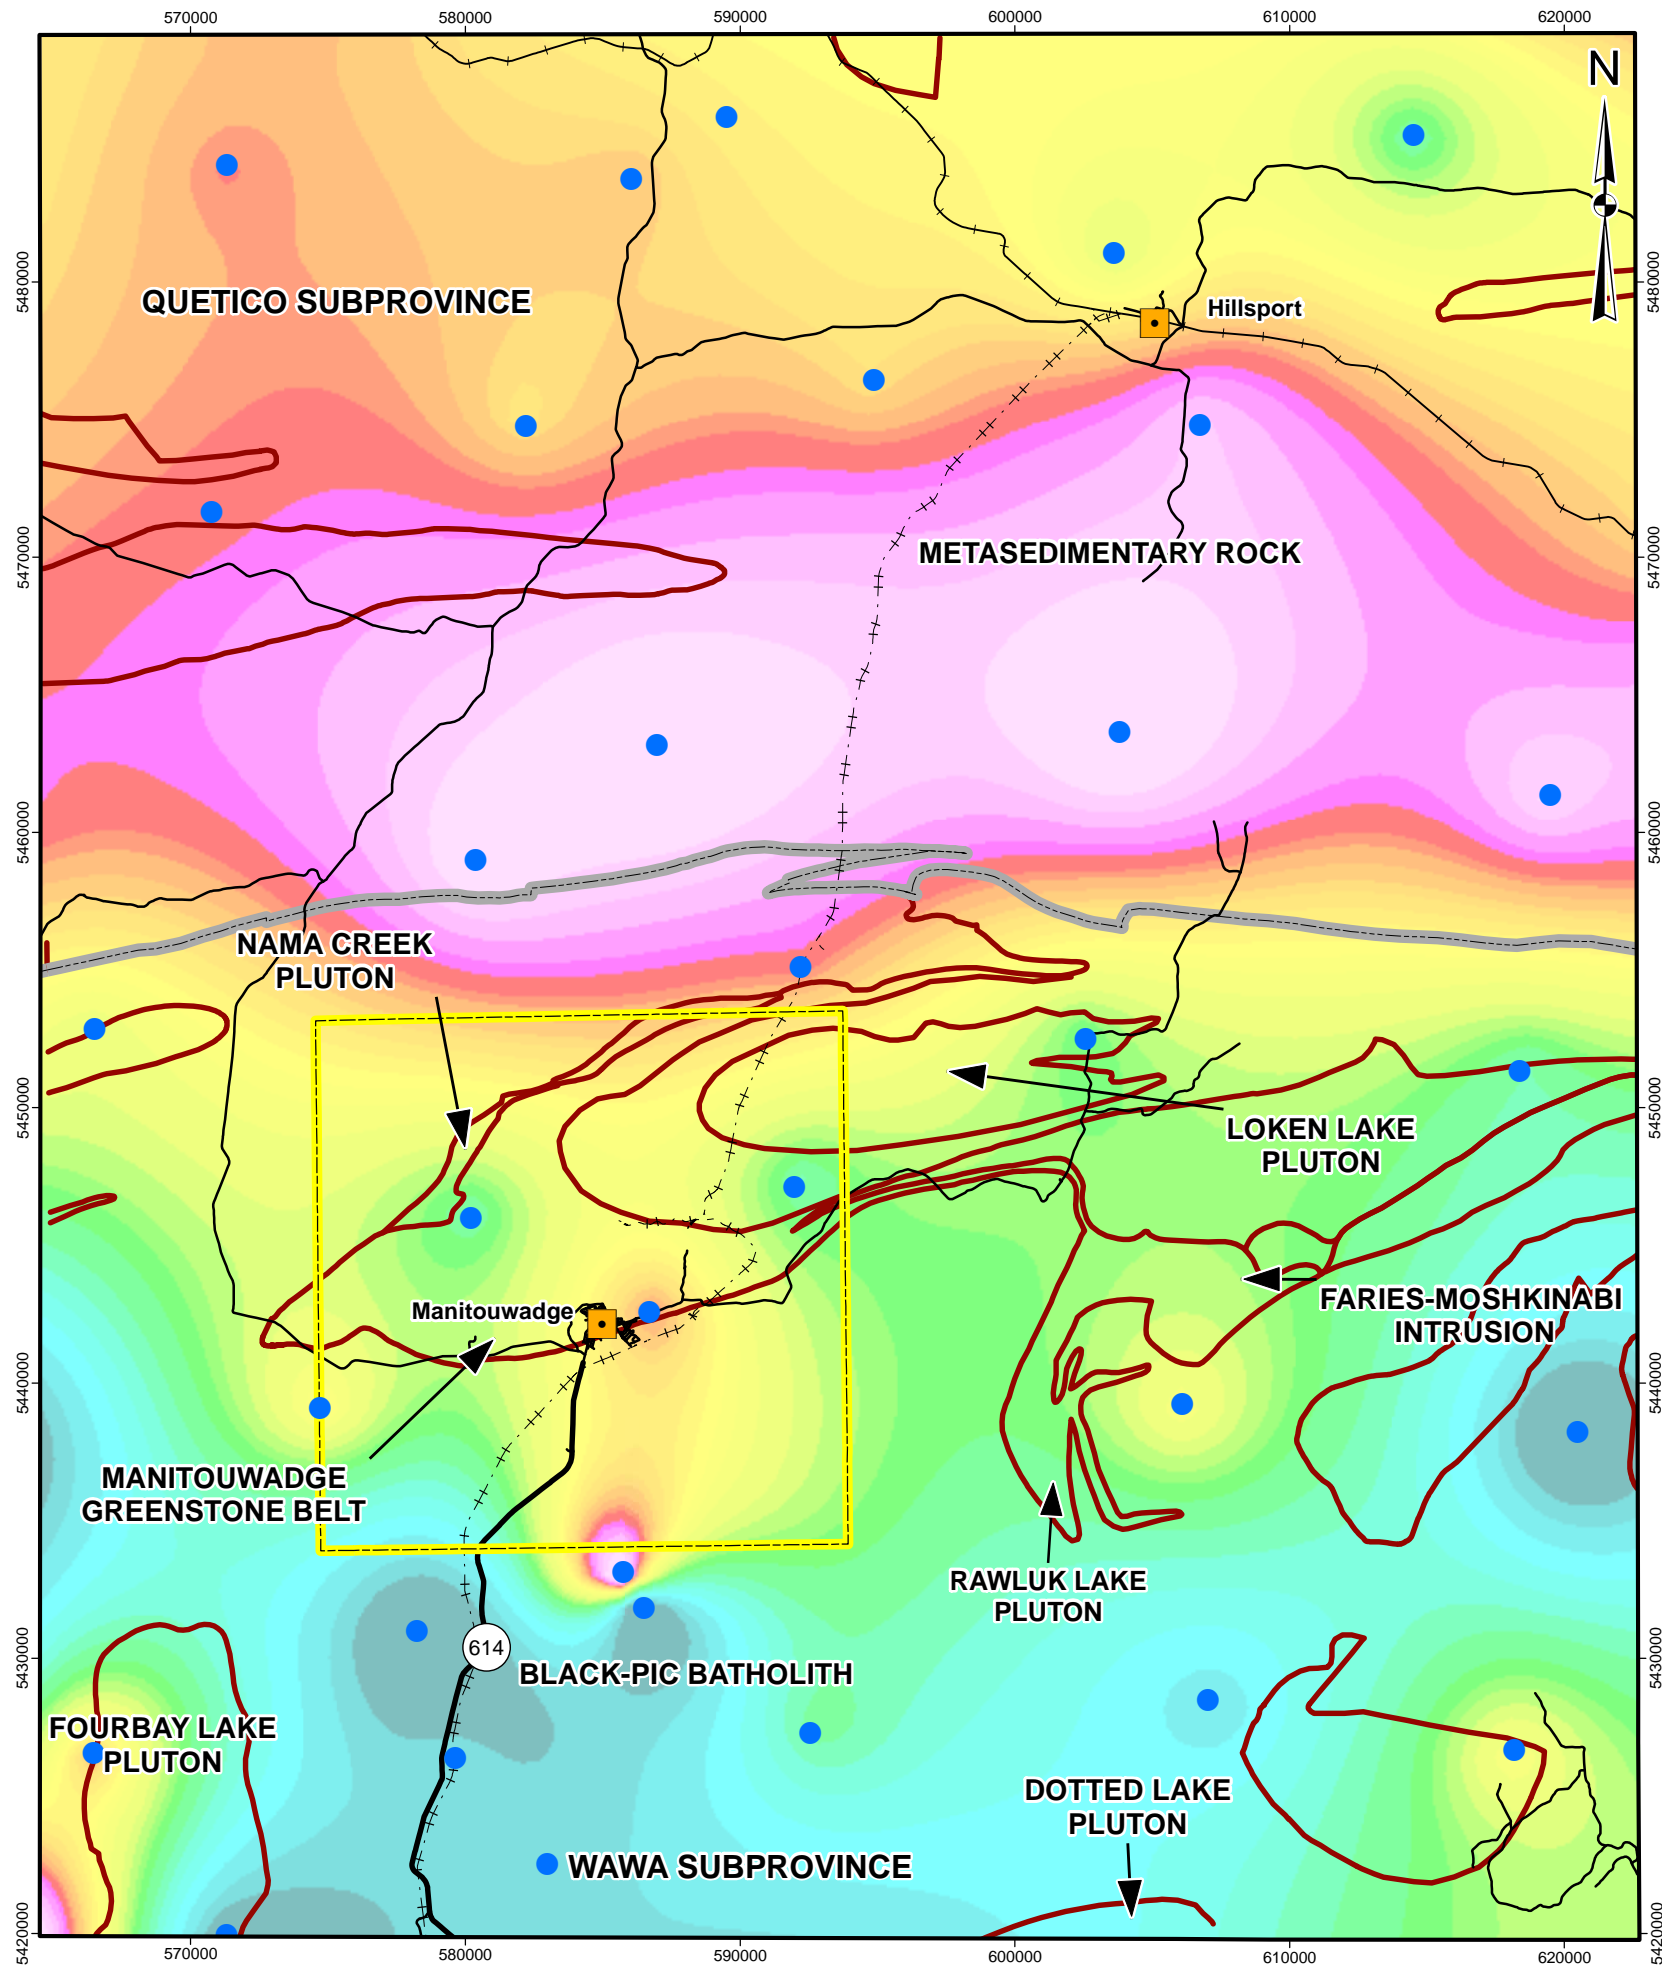 570000
580000
590000
600000
610000
620000
N
5480000
5480000
QUETICO SUBPROVINCE
Hillsport
METASEDIMENTARY ROCK
5470000
5470000
5460000
5460000
NAMA CREEK
PLUTON
5450000
5450000
LOKEN LAKE
PLUTON
Manitouwadge
FARIES-MOSHKINABI
INTRUSION
5440000
5440000
MANITOUWADGE
GREENSTONE BELT
RAWLUK LAKE
PLUTON
614
5430000
5430000
BLACK-PIC BATHOLITH
FOURBAY LAKE
PLUTON
DOTTED LAKE
PLUTON
WAWA SUBPROVINCE
5420000
5420000
570000
580000
590000
600000
610000
620000